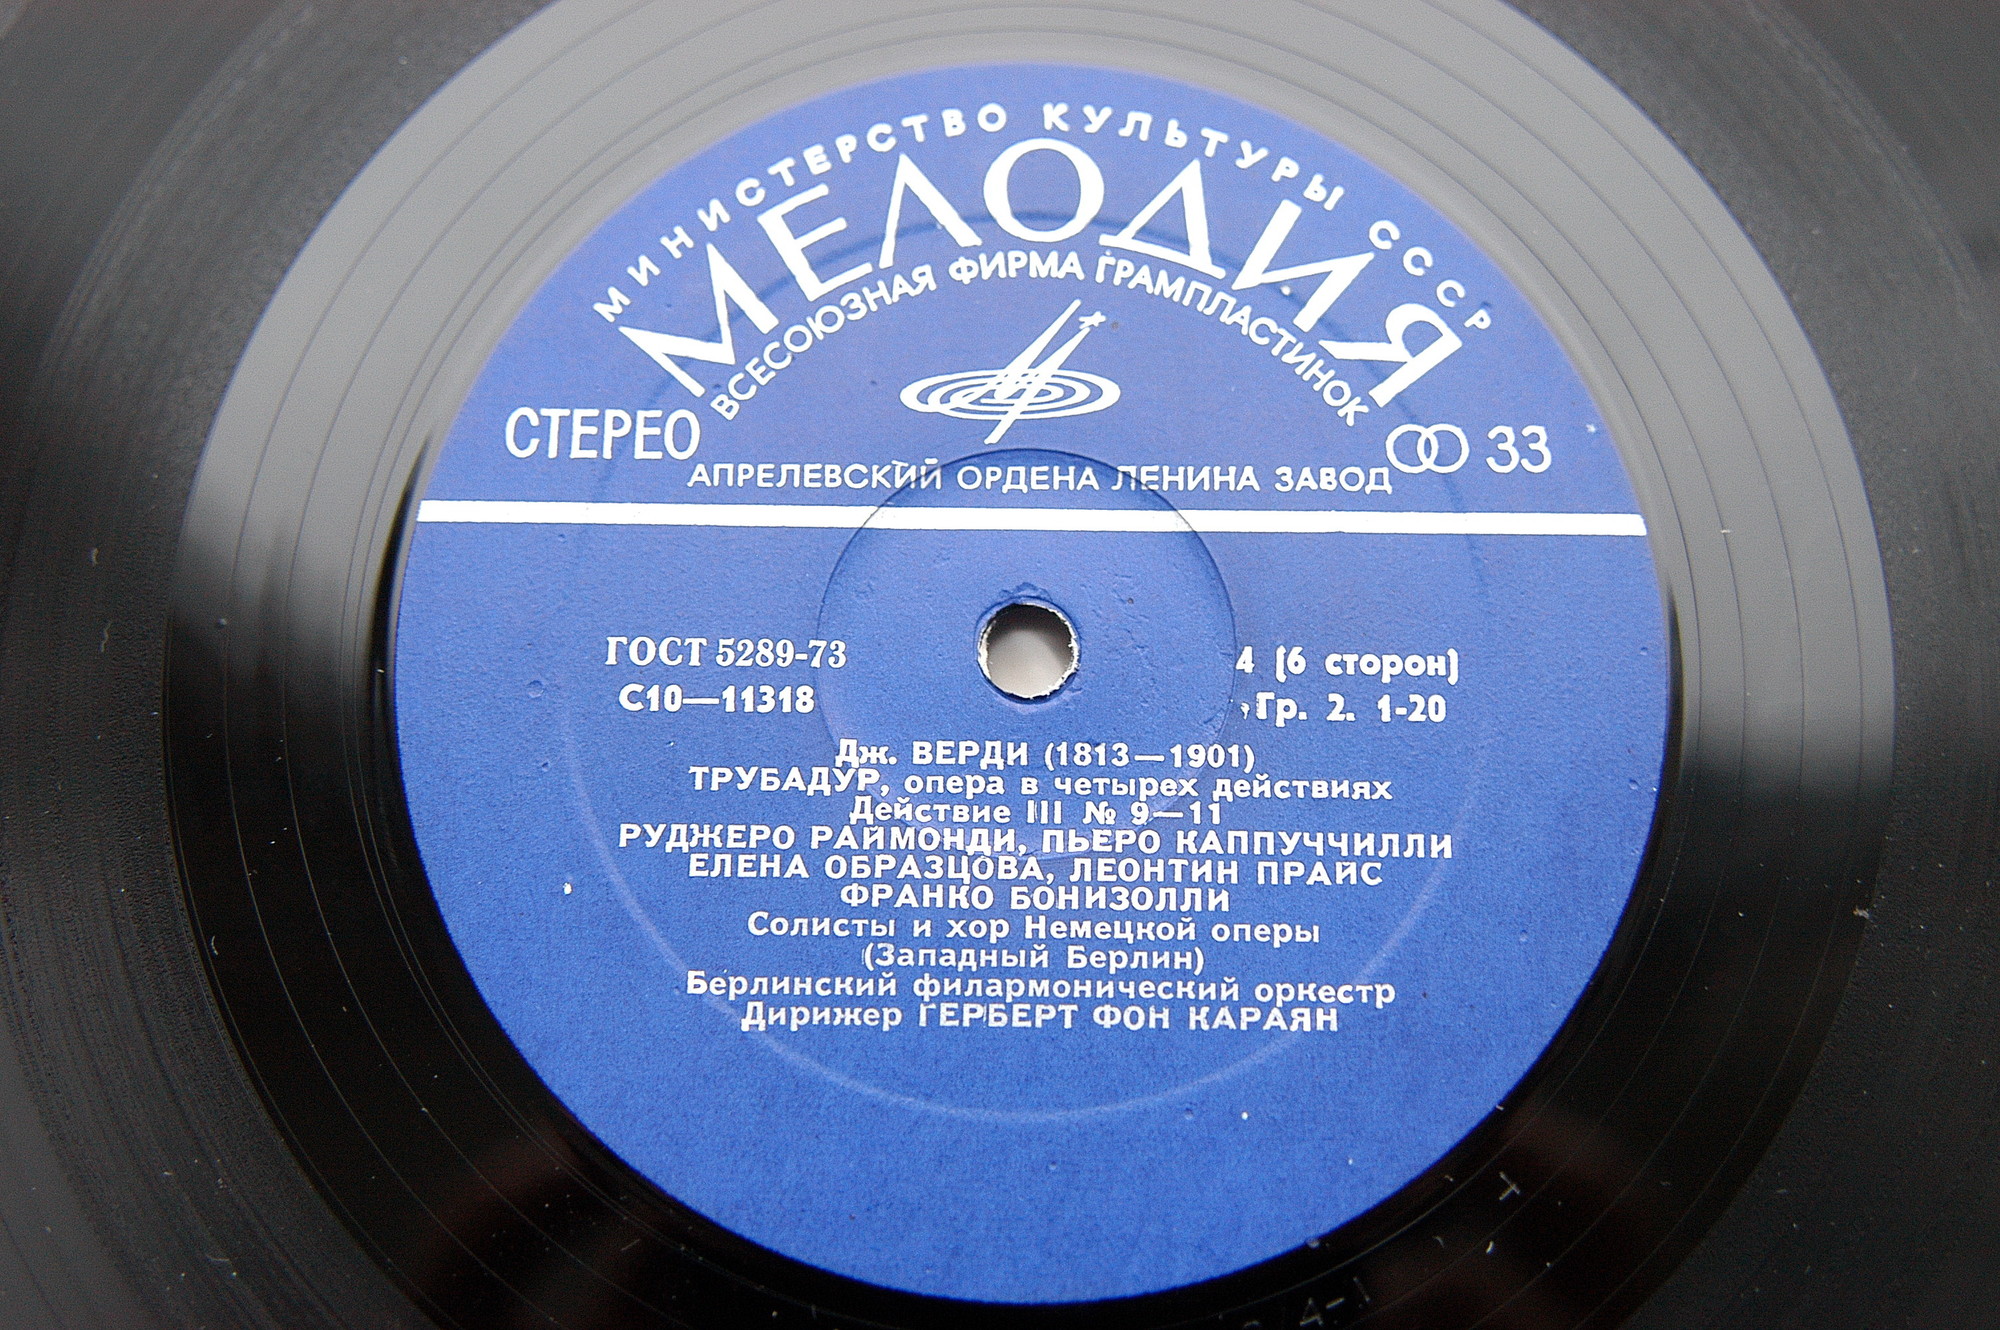 МИНИСТЕРСТВО КУЛЬТУРЫ СССР
МЕЛОДИЯ
ВСЕСОЮЗНАЯ ФИРМА ГРАМПЛАСТИНОК
СТЕРЕО
33
АПРЕЛЕВСКИЙ ОРДЕНА ЛЕНИНА ЗАВОД
ГОСТ 5289-73
4 (6 сторон)
С10—11318
Гр. 2. 1-20
Дж. ВЕРДИ (1813—1901)
ТРУБАДУР, опера в четырех действиях
Действие III № 9—11
РУДЖЕРО РАЙМОНДИ, ПЬЕРО КАППУЧЧИЛЛИ
ЕЛЕНА ОБРАЗЦОВА, ЛЕОНТИН ПРАЙС
ФРАНКО БОНИЗОЛЛИ
Солисты и хор Немецкой оперы
(Западный Берлин)
Берлинский филармонический оркестр
Дирижер ГЕРБЕРТ ФОН КАРАЯН